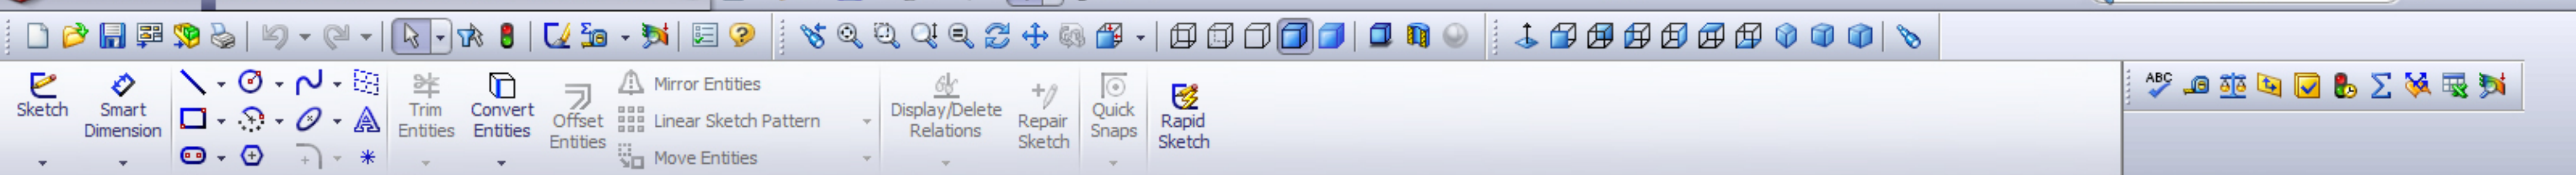 Sketch
Smart
Dimension
Trim
Entities
Convert
Entities
Offset
Entities
Mirror Entities
Linear Sketch Pattern
Move Entities
Display/Delete
Relations
Repair
Sketch
Quick
Snaps
Rapid
Sketch
ABC